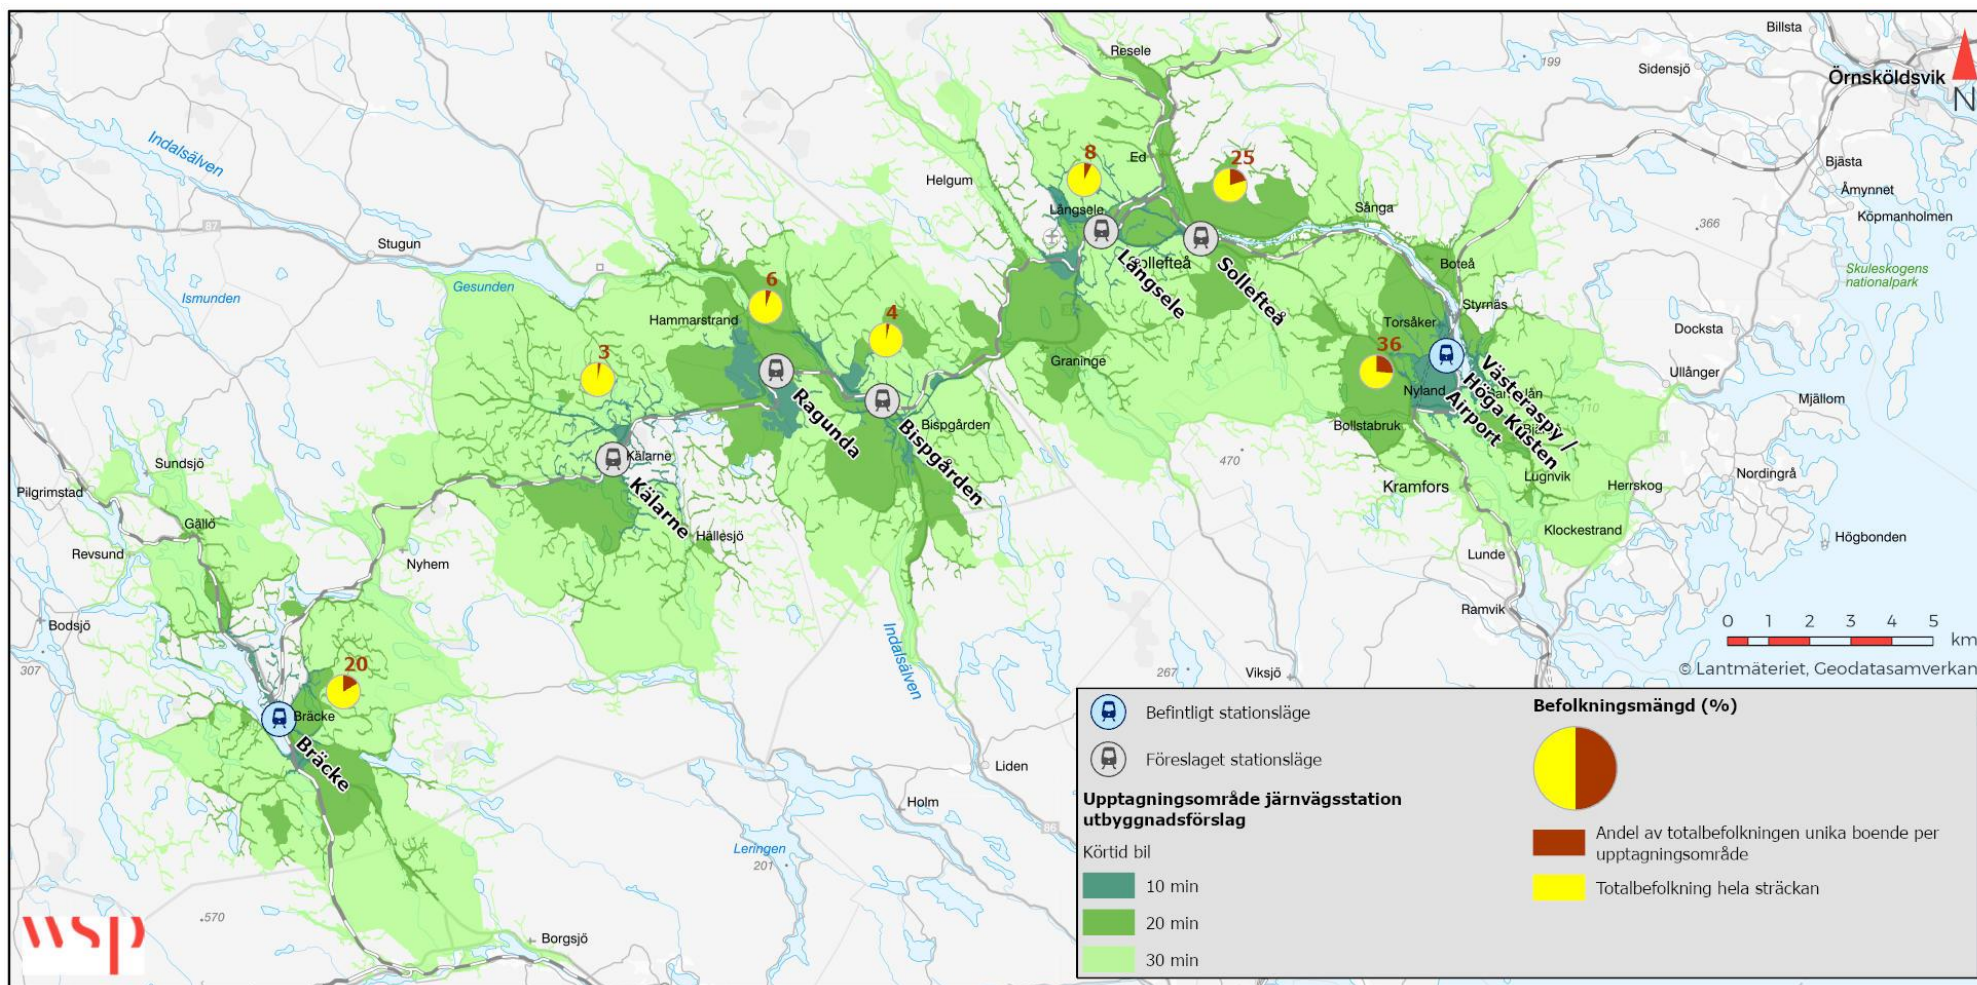 Billsta
Resele
199
Sidensjö
Örnsköldsvik
N
Indalsälven
Ed
8
25
Bjästa
Åmynnet
Helgum
Långsele
Sånga
Köpmanholmen
87
Stugun
366
Sollefteå
Boteå
Skuleskogens
nationalpark
Gesunden
Ismunden
6
Långsele
Sollefteå
Styrnäs
Hammarstrand
4
Torsåker
Docksta
3
Graninge
36
Västeraspy /
Höga Kusten
Airport
Ullånger
Nyland
110
Mjällom
Ragunda
Bispgården
Bispgården
Bollstabruk
Kälarne
Kälarne
470
Sundsjö
Pilgrimstad
Kramfors
Lugnvik
Herrskog
Nordingrå
Gällö
Hällesjö
Klockestrand
Högbonden
Revsund
Nyhem
Lunde
Bodsjö
Ramvik
0 1 2 3 4 5
km
307
20
Indalsälven
267
Viksjö
© Lantmäteriet, Geodatasamverkan
Bräcke
Bräcke
Liden
Holm
86
Leringen
201
570
Borgsjö
wsp
Befintligt stationsläge
Föreslaget stationsläge
Upptagningsområde järnvägsstation
utbyggnadsförslag
Körtid bil
10 min
20 min
30 min
Befolkningsmängd (%)
Andel av totalbefolkningen unika boende per
upptagningsområde
Totalbefolkning hela sträckan